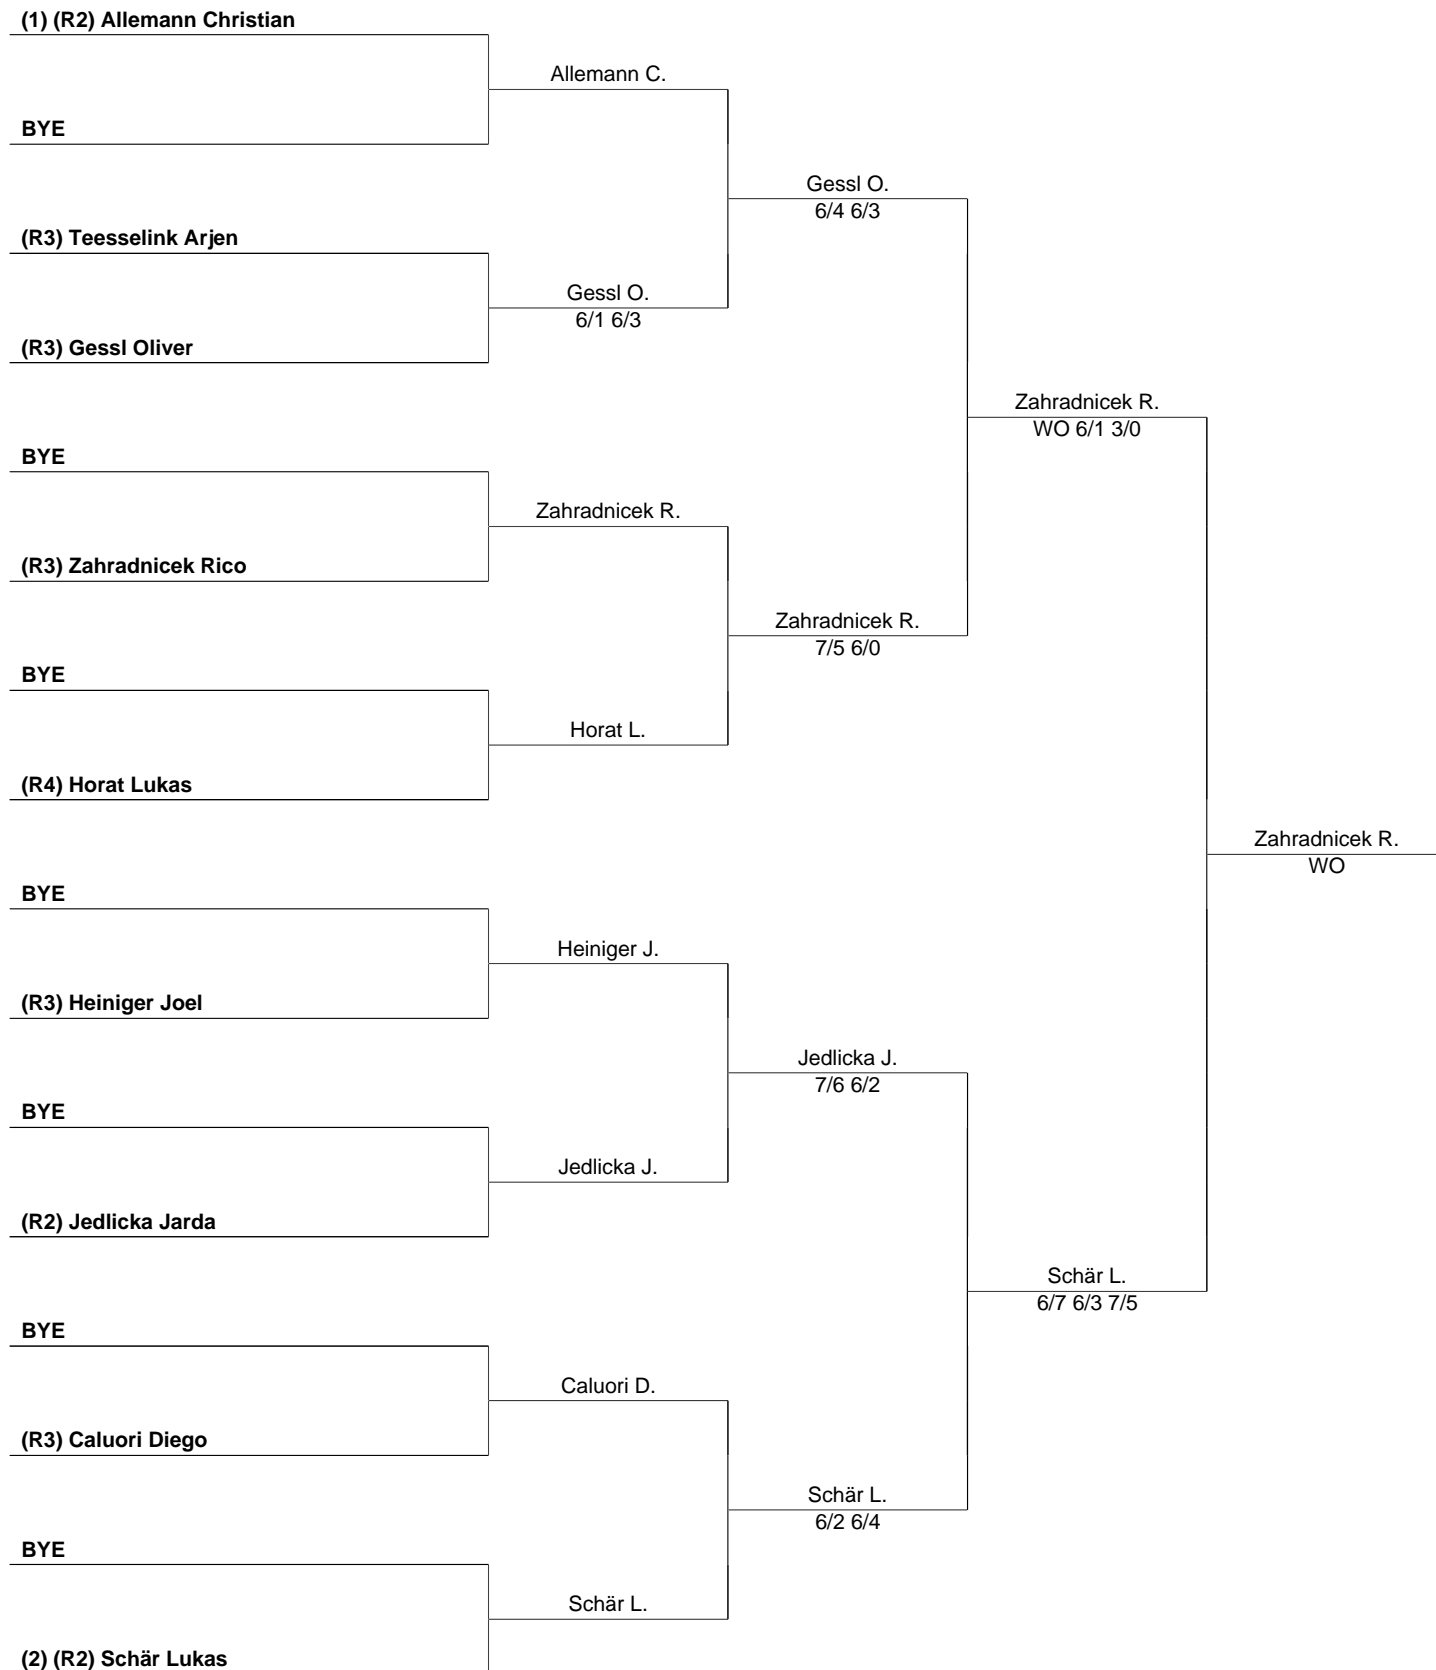 (1) (R2) Allemann Christian
Allemann C.
BYE
Gessl O.
6/4 6/3
(R3) Teesselink Arjen
Gessl O.
6/1 6/3
(R3) Gessl Oliver
Zahradnicek R.
WO 6/1 3/0
BYE
Zahradnicek R.
(R3) Zahradnicek Rico
Zahradnicek R.
7/5 6/0
BYE
Horat L.
(R4) Horat Lukas
Zahradnicek R.
WO
BYE
Heiniger J.
(R3) Heiniger Joel
Jedlicka J.
7/6 6/2
BYE
Jedlicka J.
(R2) Jedlicka Jarda
Schär L.
6/7 6/3 7/5
BYE
Caluori D.
(R3) Caluori Diego
Schär L.
6/2 6/4
BYE
Schär L.
(2) (R2) Schär Lukas